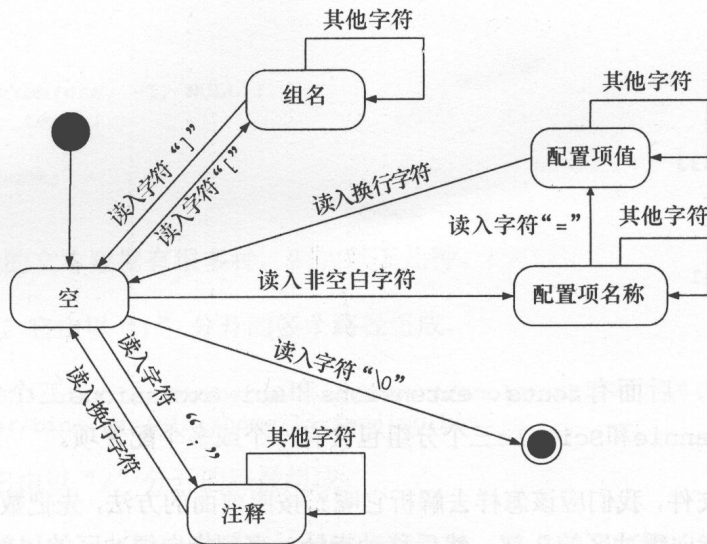 其他字符
组名
其他字符
读入字符“]”
读入字符“[”
配置项值
读入换行字符
读入字符“=”
其他字符
空
读入非空白字符
配置项名称
读入字符“\0”
读入字符“;”
读入换行字符
其他字符
注释